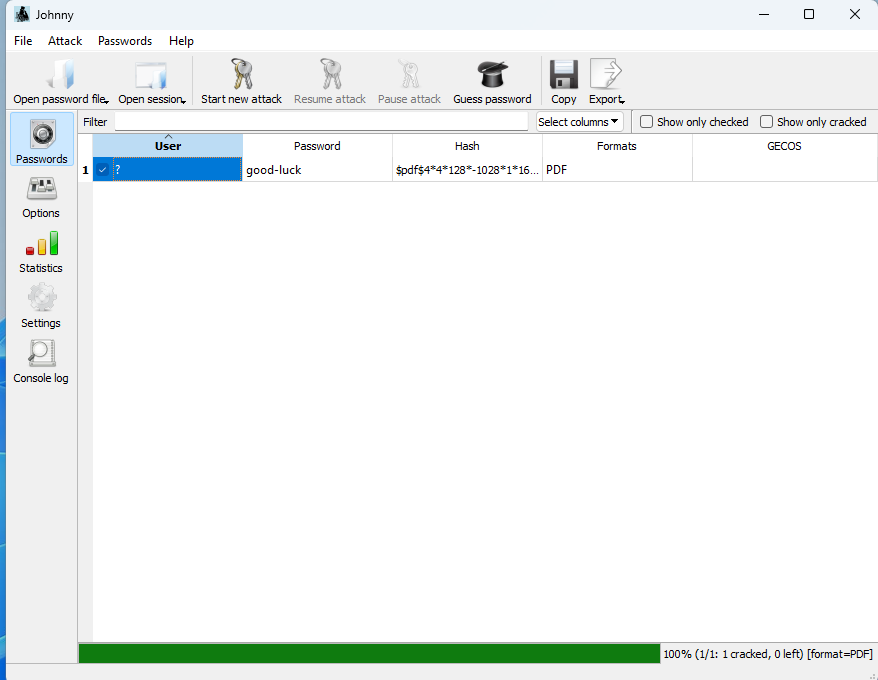 Johnny
File Attack Passwords Help
Open password file Open session Start new attack Resume attack Pause attack Guess password Copy Export
Passwords
Options
Statistics
Settings
Console log
Filter Select columns Show only checked Show only cracked
User Password Hash Formats GECOS
1 ? good-luck $pdf$4*4*128*-1028*1*16... PDF
100% (1/1: 1 cracked, 0 left) [format=PDF]